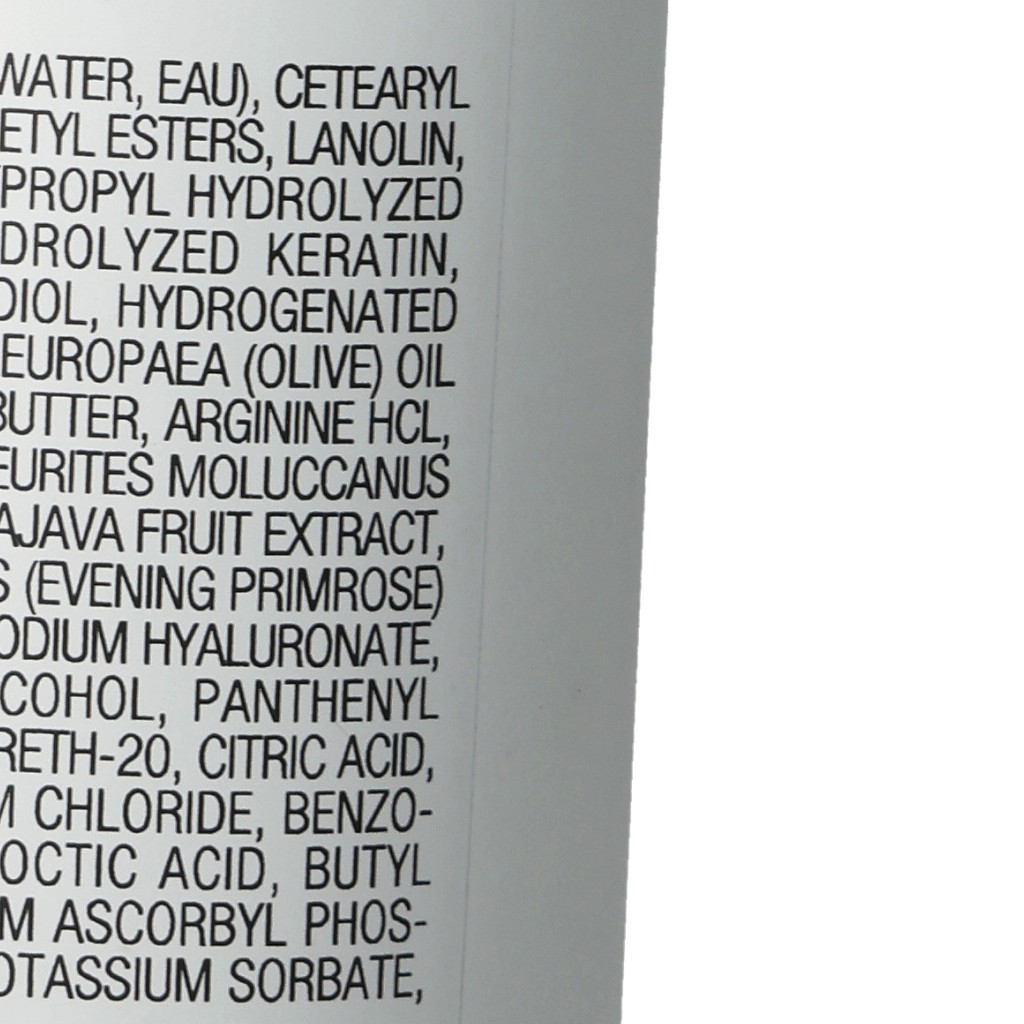 WATER, EAU), CETEARYL
ETYL ESTERS, LANOLIN,
PROPYL HYDROLYZED
DROLYZED KERATIN,
DIOL, HYDROGENATED
EUROPAEA (OLIVE) OIL
BUTTER, ARGININE HCL,
EURITES MOLUCCANUS
AJAVA FRUIT EXTRACT,
S (EVENING PRIMROSE)
ODIUM HYALURONATE,
COHOL, PANTHENYL
RETH-20, CITRIC ACID,
M CHLORIDE, BENZO-
OCTIC ACID, BUTYL
M ASCORBYL PHOS-
OTASSIUM SORBATE,